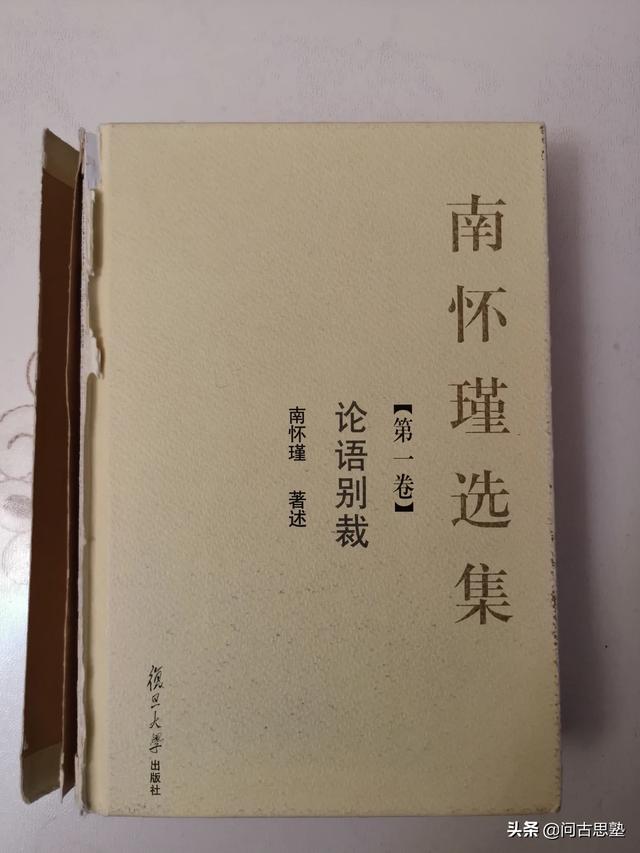 南怀瑾选集
【第一卷】
论语别裁
南怀瑾 著述
復旦大學出版社
头条 @问古思塾